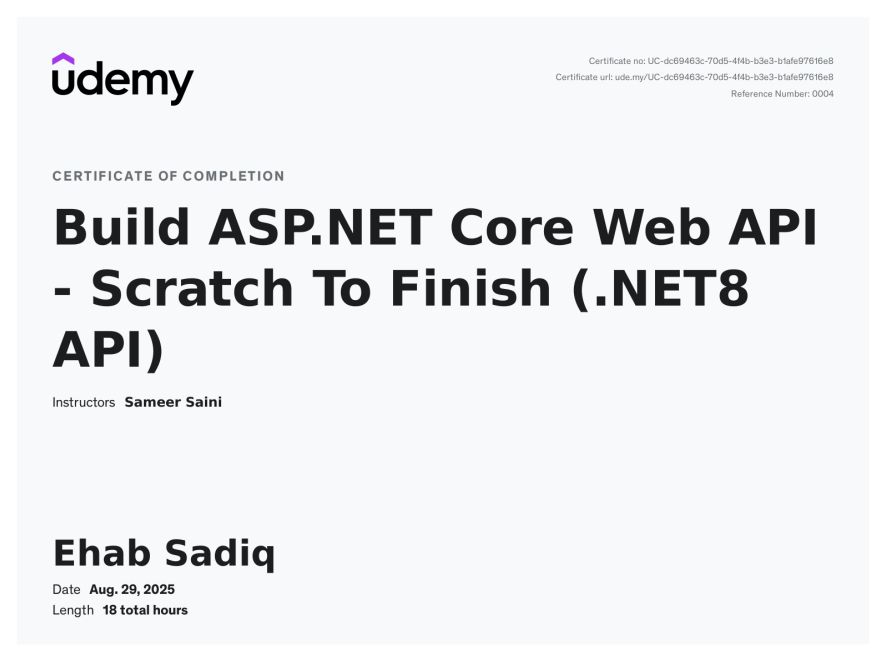 udemy
Certificate no: UC-dc69463c-70d5-4f4b-b3e3-b1afe97616e8
Certificate url: ude.my/UC-dc69463c-70d5-4f4b-b3e3-b1afe97616e8
Reference Number: 0004
CERTIFICATE OF COMPLETION
Build ASP.NET Core Web API
- Scratch To Finish (.NET8
API)
Instructors Sameer Saini
Ehab Sadiq
Date Aug. 29, 2025
Length 18 total hours